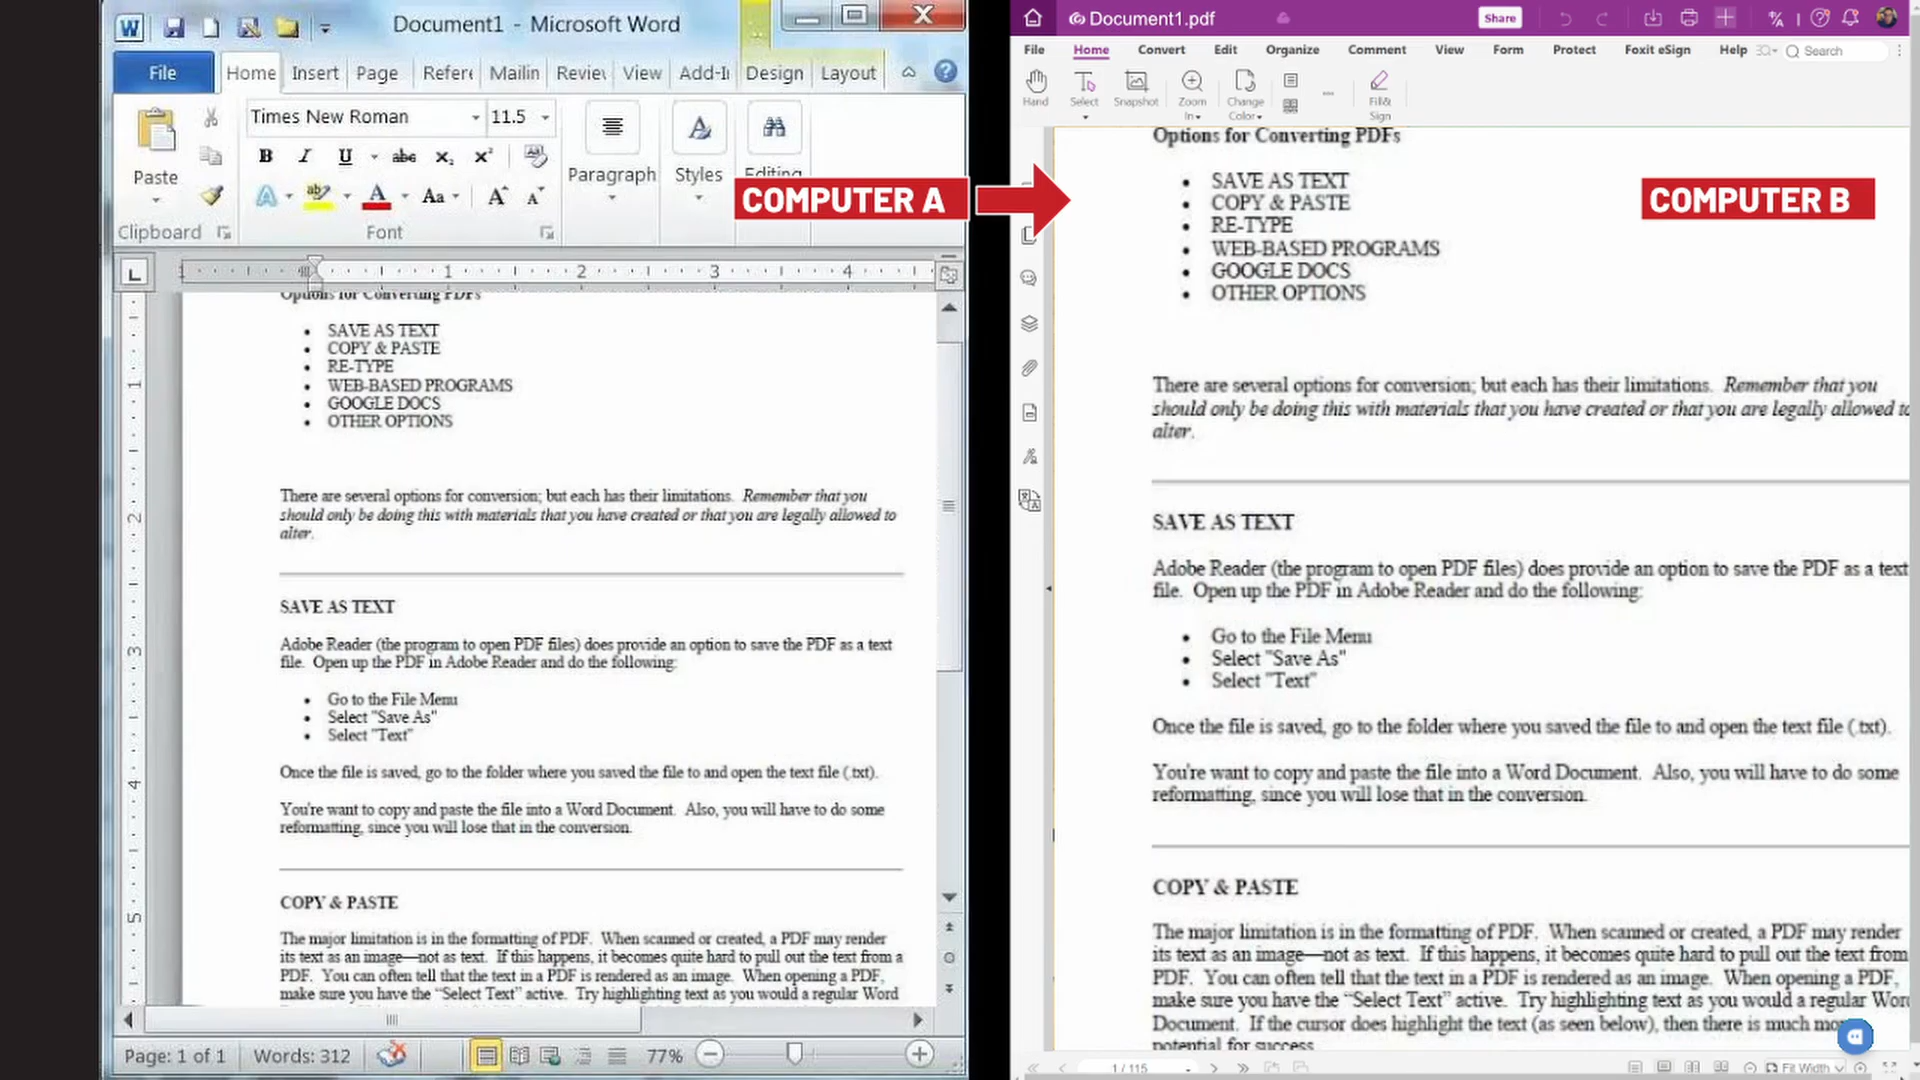 Document1 - Microsoft Word
File
Home
Insert
Page
Mailin
View
Design
Layout
Paste
Times New Roman
11.5
B
I
U
abc
Aa
Paragraph
Styles
Editing
Clipboard
Font
COMPUTER A
1
1
2
3
4
Options for Converting PDFs
SAVE AS TEXT
COPY & PASTE
RE-TYPE
WEB-BASED PROGRAMS
GOOGLE DOCS
OTHER OPTIONS
There are several options for conversion; but each has their limitations. Remember that you
should only be doing this with materials that you have created or that you are legally allowed to
alter.
SAVE AS TEXT
Adobe Reader (the program to open PDF files) does provide an option to save the PDF as a text
file. Open up the PDF in Adobe Reader and do the following:
Go to the File Menu
Select "Save As"
Select "Text"
Once the file is saved, go to the folder where you saved the file to and open the text file (.txt).
You're want to copy and paste the file into a Word Document. Also, you will have to do some
reformatting, since you will lose that in the conversion.
COPY & PASTE
The major limitation is in the formatting of PDF. When scanned or created, a PDF may render
its text as an image—not as text. If this happens, it becomes quite hard to pull out the text from a
PDF. You can often tell that the text in a PDF is rendered as an image. When opening a PDF,
make sure you have the “Select Text” active. Try highlighting text as you would a regular Word
1
2
3
4
5
Page: 1 of 1
Words: 312
77%
Document1.pdf
Share
File
Home
Convert
Edit
Organize
Comment
View
Form
Protect
Foxit eSign
Help
Search
Hand
Select
Snapshot
Zoom
In
Change
Color
Fill&
Sign
COMPUTER B
Options for Converting PDFs
SAVE AS TEXT
COPY & PASTE
RE-TYPE
WEB-BASED PROGRAMS
GOOGLE DOCS
OTHER OPTIONS
There are several options for conversion; but each has their limitations. Remember that you
should only be doing this with materials that you have created or that you are legally allowed to
alter.
SAVE AS TEXT
Adobe Reader (the program to open PDF files) does provide an option to save the PDF as a text
file. Open up the PDF in Adobe Reader and do the following:
Go to the File Menu
Select "Save As"
Select "Text"
Once the file is saved, go to the folder where you saved the file to and open the text file (.txt).
You're want to copy and paste the file into a Word Document. Also, you will have to do some
reformatting, since you will lose that in the conversion.
COPY & PASTE
The major limitation is in the formatting of PDF. When scanned or created, a PDF may render
its text as an image—not as text. If this happens, it becomes quite hard to pull out the text from
PDF. You can often tell that the text in a PDF is rendered as an image. When opening a PDF,
make sure you have the “Select Text” active. Try highlighting text as you would a regular Word
Document. If the cursor does highlight the text (as seen below), then there is much
potential for success
1 / 115
Fit Width